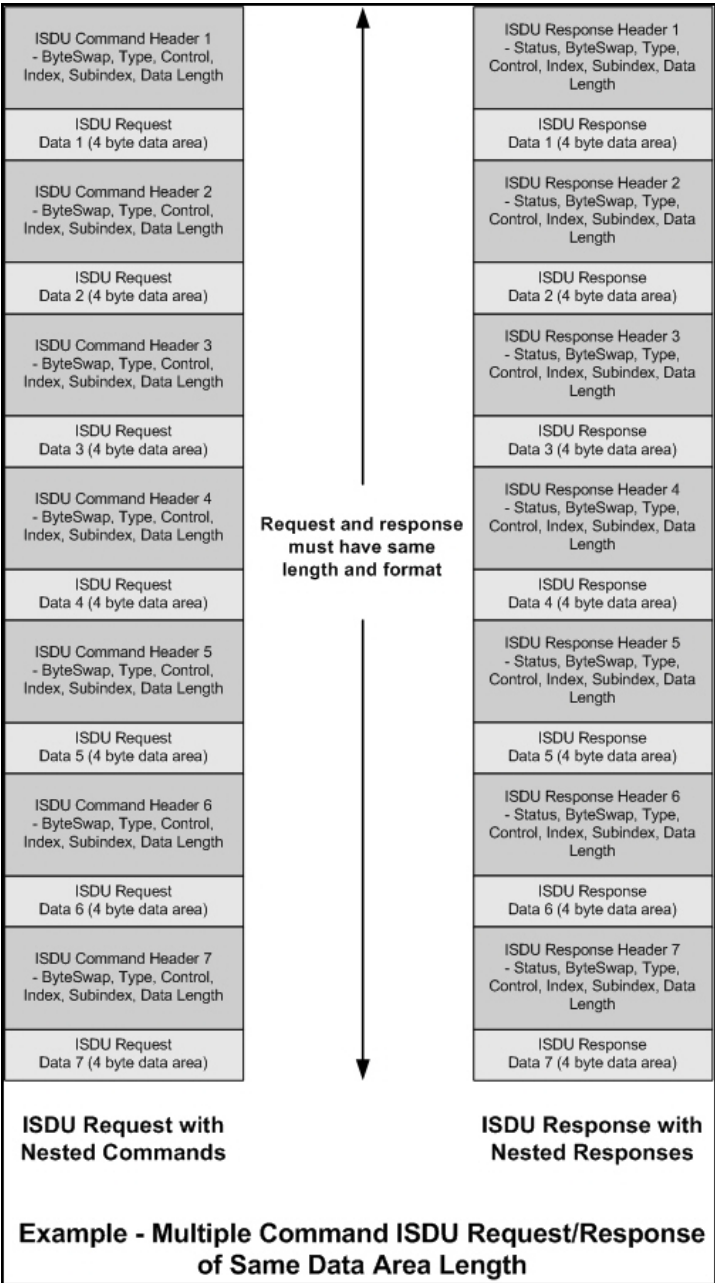 ISDU Command Header 1
- ByteSwap, Type, Control,
Index, Subindex, Data Length
ISDU Request
Data 1 (4 byte data area)
ISDU Command Header 2
- ByteSwap, Type, Control,
Index, Subindex, Data Length
ISDU Request
Data 2 (4 byte data area)
ISDU Command Header 3
- ByteSwap, Type, Control,
Index, Subindex, Data Length
ISDU Request
Data 3 (4 byte data area)
ISDU Command Header 4
- ByteSwap, Type, Control,
Index, Subindex, Data Length
ISDU Request
Data 4 (4 byte data area)
ISDU Command Header 5
- ByteSwap, Type, Control,
Index, Subindex, Data Length
ISDU Request
Data 5 (4 byte data area)
ISDU Command Header 6
- ByteSwap, Type, Control,
Index, Subindex, Data Length
ISDU Request
Data 6 (4 byte data area)
ISDU Command Header 7
- ByteSwap, Type, Control,
Index, Subindex, Data Length
ISDU Request
Data 7 (4 byte data area)
ISDU Request with
Nested Commands
Request and response
must have same
length and format
ISDU Response Header 1
- Status, ByteSwap, Type,
Control, Index, Subindex, Data
Length
ISDU Response
Data 1 (4 byte data area)
ISDU Response Header 2
- Status, ByteSwap, Type,
Control, Index, Subindex, Data
Length
ISDU Response
Data 2 (4 byte data area)
ISDU Response Header 3
- Status, ByteSwap, Type,
Control, Index, Subindex, Data
Length
ISDU Response
Data 3 (4 byte data area)
ISDU Response Header 4
- Status, ByteSwap, Type,
Control, Index, Subindex, Data
Length
ISDU Response
Data 4 (4 byte data area)
ISDU Response Header 5
- Status, ByteSwap, Type,
Control, Index, Subindex, Data
Length
ISDU Response
Data 5 (4 byte data area)
ISDU Response Header 6
- Status, ByteSwap, Type,
Control, Index, Subindex, Data
Length
ISDU Response
Data 6 (4 byte data area)
ISDU Response Header 7
- Status, ByteSwap, Type,
Control, Index, Subindex, Data
Length
ISDU Response
Data 7 (4 byte data area)
ISDU Response with
Nested Responses
Example - Multiple Command ISDU Request/Response
of Same Data Area Length